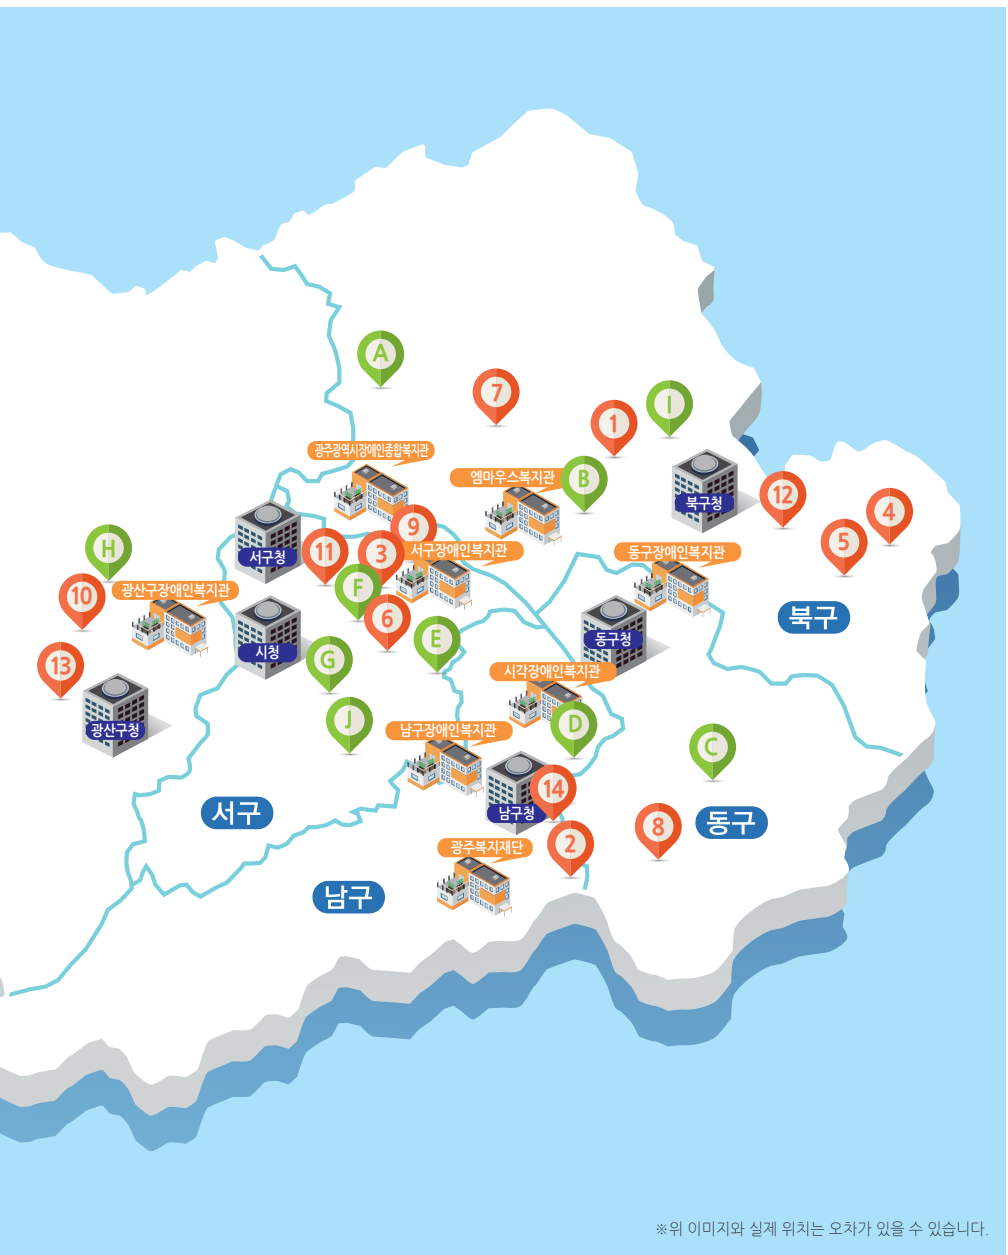 A
7
1
I
광주광역시장애인종합복지관
엠마우스복지관
B
북구청
12
4
5
9
H
서구청
11
3
서구장애인복지관
동구장애인복지관
F
10
광산구장애인복지관
6
북구
E
동구청
시청
G
13
시각장애인복지관
광산구청
J
남구장애인복지관
D
C
14
남구청
서구
8
동구
2
광주복지재단
남구
※위 이미지와 실제 위치는 오차가 있을 수 있습니다.